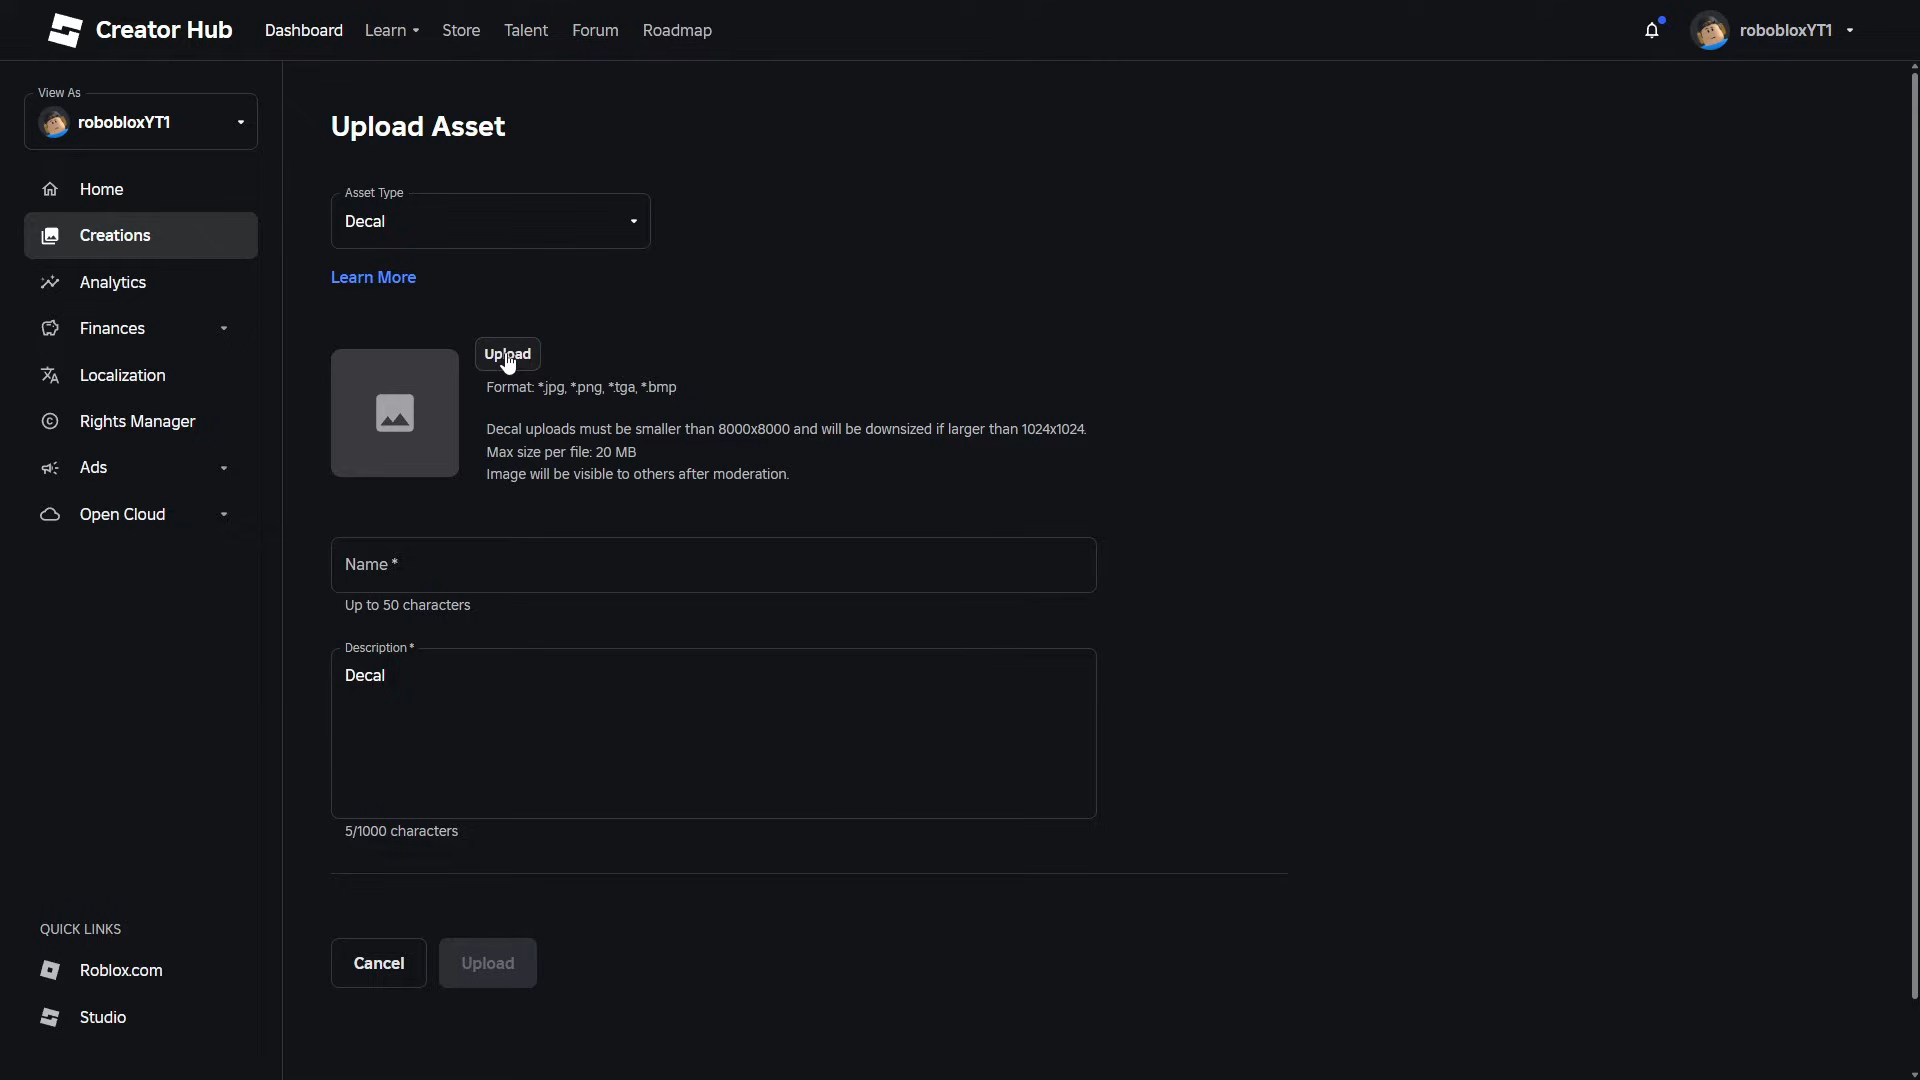 Creator Hub
Dashboard
Learn
Store
Talent
Forum
Roadmap
robobloxYT1
View As
robobloxYT1
Home
Creations
Analytics
Finances
Localization
Rights Manager
Ads
Open Cloud
QUICK LINKS
Roblox.com
Studio
Upload Asset
Asset Type
Decal
Learn More
Upload
Format: *.jpg, *.png, *.tga, *.bmp
Decal uploads must be smaller than 8000x8000 and will be downsized if larger than 1024x1024.
Max size per file: 20 MB
Image will be visible to others after moderation.
Name *
Up to 50 characters
Description *
Decal
5/1000 characters
Cancel
Upload